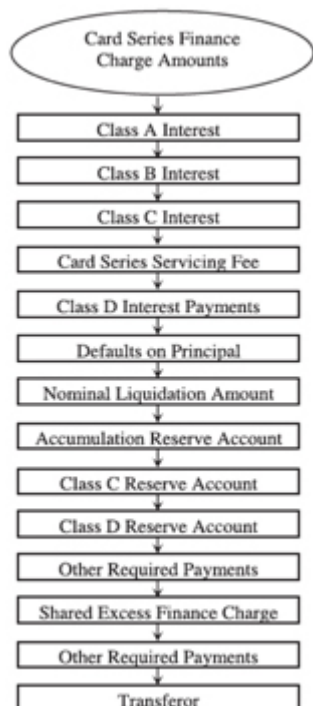 Card Series Finance
Charge Amounts
Class A Interest
Class B Interest
Class C Interest
Card Series Servicing Fee
Class D Interest Payments
Defaults on Principal
Nominal Liquidation Amount
Accumulation Reserve Account
Class C Reserve Account
Class D Reserve Account
Other Required Payments
Shared Excess Finance Charge
Other Required Payments
Transferor